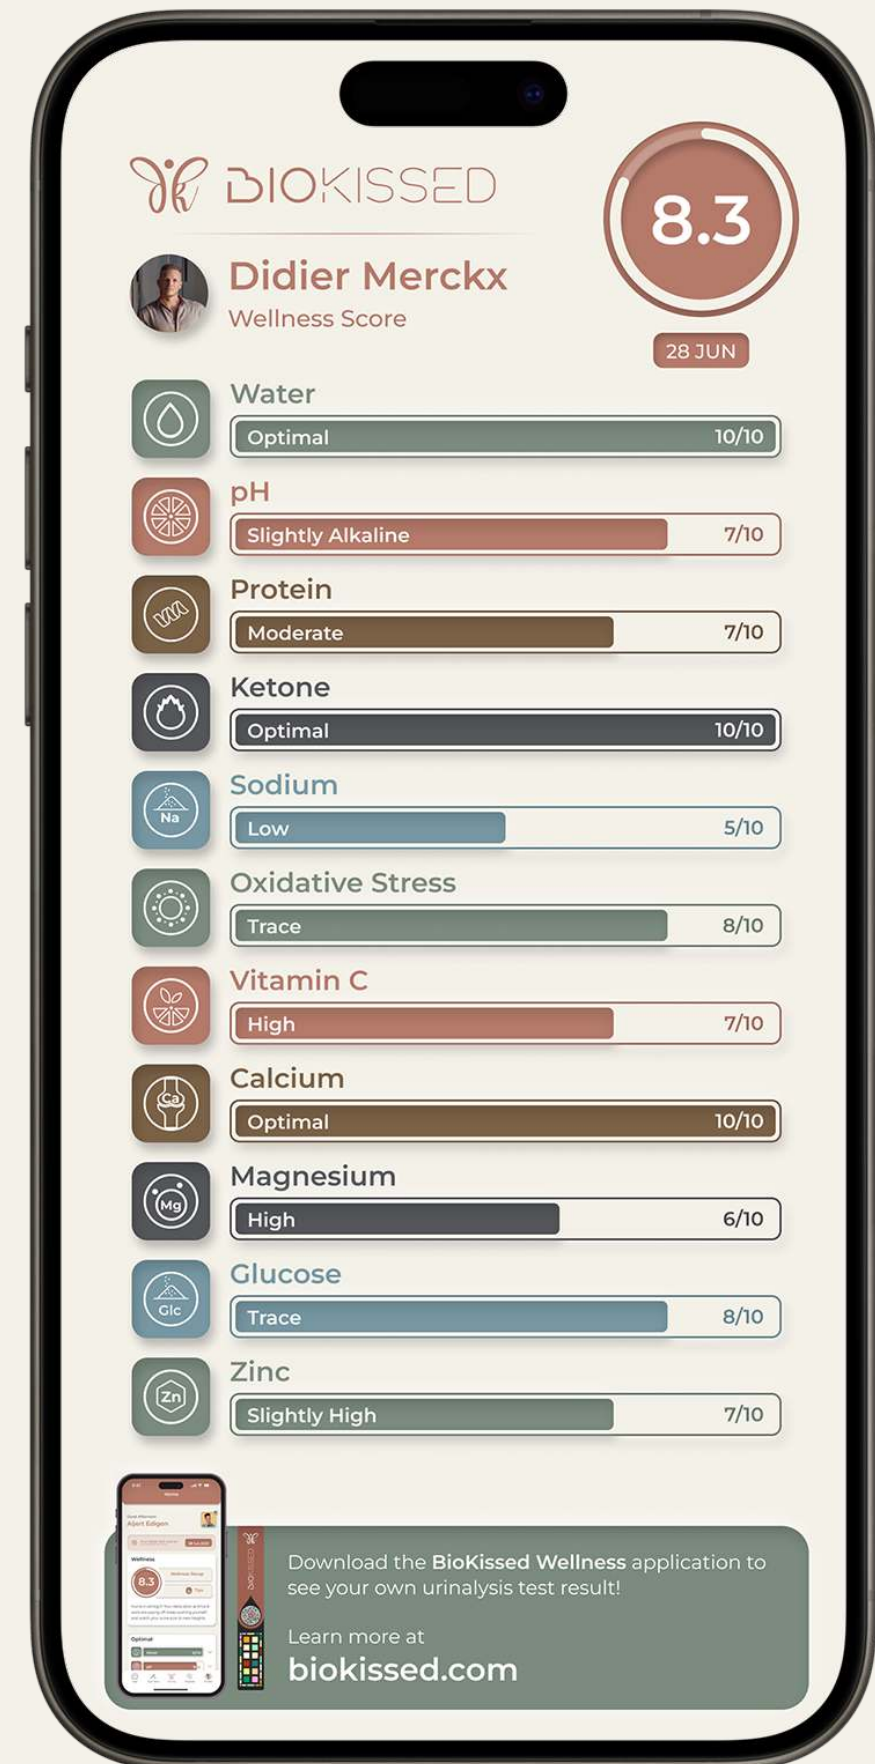 BIOKISSED
8.3
Didier Merckx
Wellness Score
28 JUN
Water
Optimal 10/10
pH
Slightly Alkaline 7/10
Protein
Moderate 7/10
Ketone
Optimal 10/10
Sodium
Na
Low 5/10
Oxidative Stress
Trace 8/10
Vitamin C
High 7/10
Calcium
Ca
Optimal 10/10
Magnesium
Mg
High 6/10
Glucose
Glc
Trace 8/10
Zinc
Zn
Slightly High 7/10
Wellness
8.3
Optimal
Download the BioKissed Wellness application to
see your own urinalysis test result!
Learn more at
biokissed.com